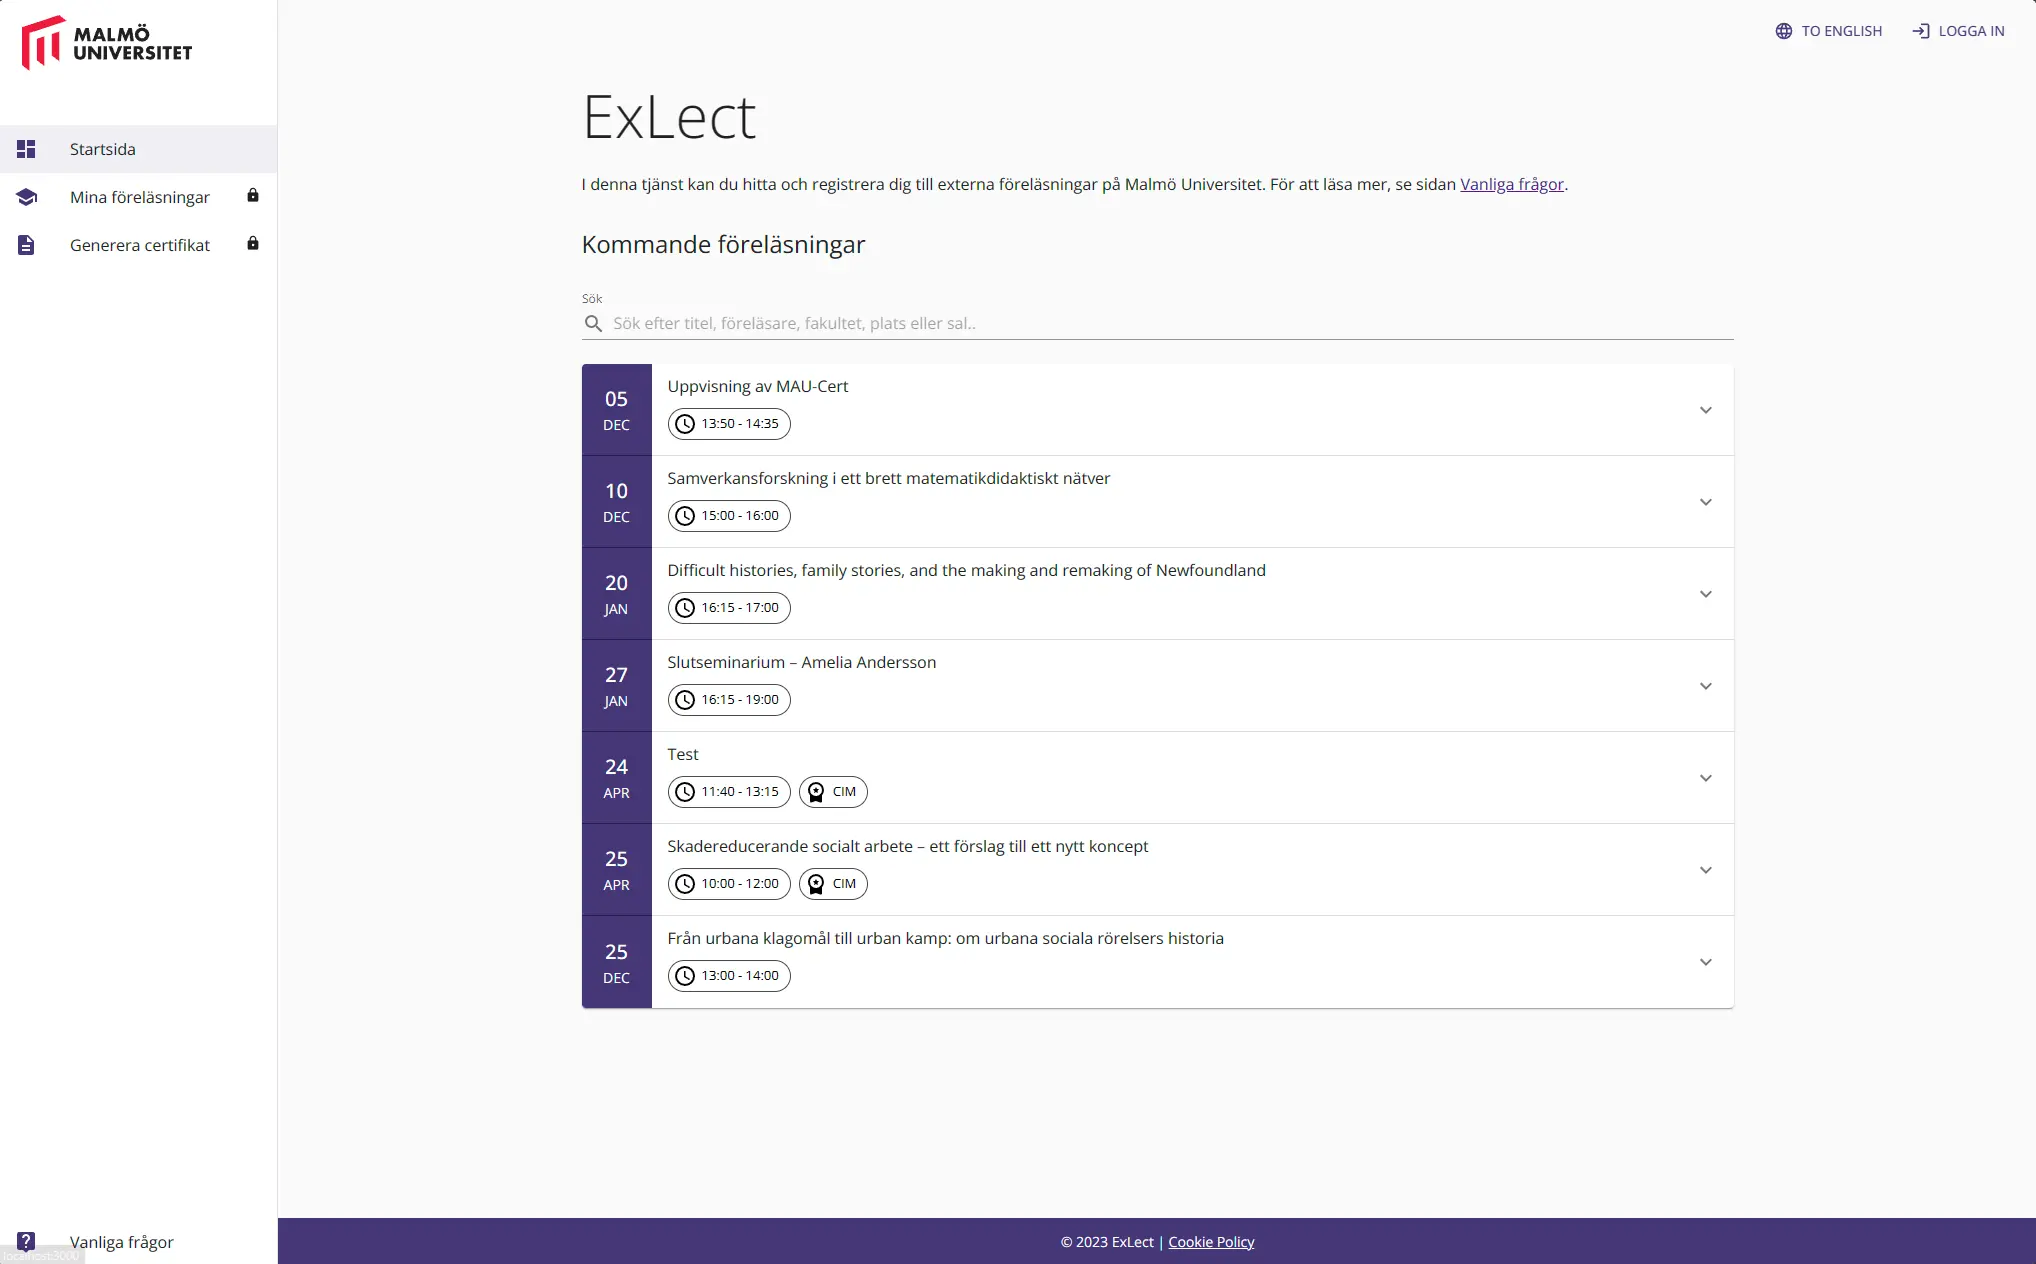 MALMÖ
UNIVERSITET
TO ENGLISH
LOGGA IN
Startsida
Mina föreläsningar
Generera certifikat
ExLect
I denna tjänst kan du hitta och registrera dig till externa föreläsningar på Malmö Universitet. För att läsa mer, se sidan Vanliga frågor.
Kommande föreläsningar
Sök
Sök efter titel, föreläsare, fakultet, plats eller sal..
05
DEC
Uppvisning av MAU-Cert
13:50 - 14:35
10
DEC
Samverkansforskning i ett brett matematikdidaktiskt nätver
15:00 - 16:00
20
JAN
Difficult histories, family stories, and the making and remaking of Newfoundland
16:15 - 17:00
27
JAN
Slutseminarium – Amelia Andersson
16:15 - 19:00
24
APR
Test
11:40 - 13:15
CIM
25
APR
Skadereducerande socialt arbete – ett förslag till ett nytt koncept
10:00 - 12:00
CIM
25
DEC
Från urbana klagomål till urban kamp: om urbana sociala rörelsers historia
13:00 - 14:00
Vanliga frågor
localhost:3000
© 2023 ExLect | Cookie Policy